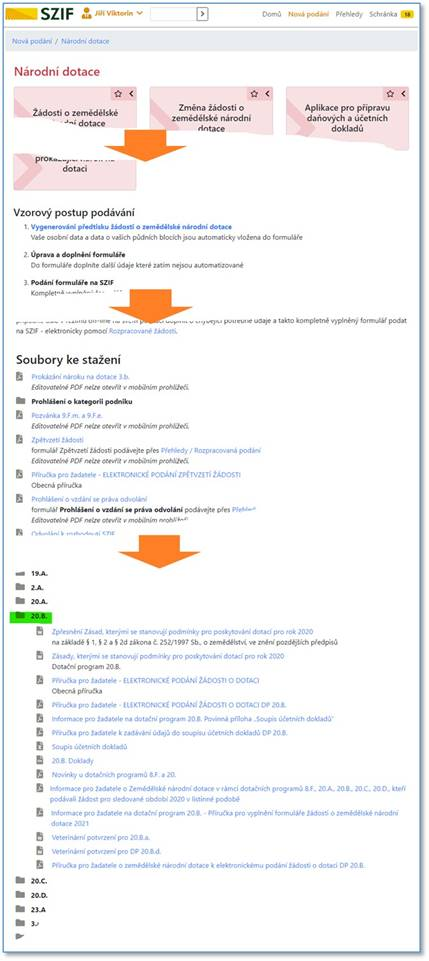 SZIF
Jiří Viktorin
Domů Nová podání Přehledy Schránka 18
Nová podání / Národní dotace
Národní dotace
Žádosti o zemědělské
národní dotace
Změna žádosti o
zemědělské národní
dotace
Aplikace pro přípravu
daňových a účetních
dokladů
prokazující nárok na
dotaci
Vzorový postup podávání
1. Vygenerování předtisku žádostí o zemědělské národní dotace
Vaše osobní data a data o vašich půdních blocích jsou automaticky vložena do formuláře
2. Úprava a doplnění formuláře
Do formuláře doplníte další údaje které zatím nejsou automatizované
3. Podání formuláře na SZIF
Kompletně vyplněný
doplnit o chybějící potřebné údaje a takto kompletně vyplněný formulář podat
na SZIF - elektronicky pomocí Rozpracované žádosti.
Soubory ke stažení
Prokázání nároku na dotace 3.b.
Editovatelné PDF nelze otevřít v mobilním prohlížeči.
Prohlášení o kategorii podniku
Pozvánka 9.F.m. a 9.F.e.
Editovatelné PDF nelze otevřít v mobilním prohlížeči.
Zpětvzetí žádosti
formulář Zpětvzetí žádosti podávejte přes Přehledy / Rozpracovaná podání
Editovatelné PDF nelze otevřít v mobilním prohlížeči.
Příručka pro žadatele - ELEKTRONICKÉ PODÁNÍ ZPĚTVZETÍ ŽÁDOSTI
Obecná příručka
Prohlášení o vzdání se práva odvolání
formulář Prohlášení o vzdání se práva odvolání podávejte přes
Editovatelné PDF nelze otevřít v mobilním prohlížeči.
Odvolání k rozhodnutí SZIF
19.A.
2.A.
20.A.
20.B.
Zpřesnění Zásad, kterými se stanovují podmínky pro poskytování dotací pro rok 2020
na základě § 1, § 2 a § 2d zákona č. 252/1997 Sb., o zemědělství, ve znění pozdějších předpisů
Zásady, kterými se stanovují podmínky pro poskytování dotací pro rok 2020
Dotační program 20.B.
Příručka pro žadatele - ELEKTRONICKÉ PODÁNÍ ŽÁDOSTI O DOTACI
Obecná příručka
Příručka pro žadatele - ELEKTRONICKÉ PODÁNÍ ŽÁDOSTI O DOTACI DP 20.B.
Informace pro žadatele na dotační program 20.B. Povinná příloha „Soupis účetních dokladů"
Příručka pro žadatele k zadávání údajů do soupisu účetních dokladů DP 20.B.
Soupis účetních dokladů
20.B. Doklady
Novinky u dotačních programů 8.F. a 20.
Informace pro žadatele o Zemědělské národní dotace v rámci dotačních programů 8.F., 20.A., 20.B., 20.C., 20.D., kteří
podávali žádost pro sledované období 2020 v listinné podobě
Informace pro žadatele na dotační program 20.B. - Příručka pro vyplnění formuláře žádosti o zemědělské národní
dotace 2021
Veterinární potvrzení pro 20.B.a.
Veterinární potvrzení pro DP 20.B.d.
Příručka pro žadatele o zemědělské národní dotace k elektronickému podání žádosti o dotaci DP 20.B.
20.C.
20.D.
23.A
3.